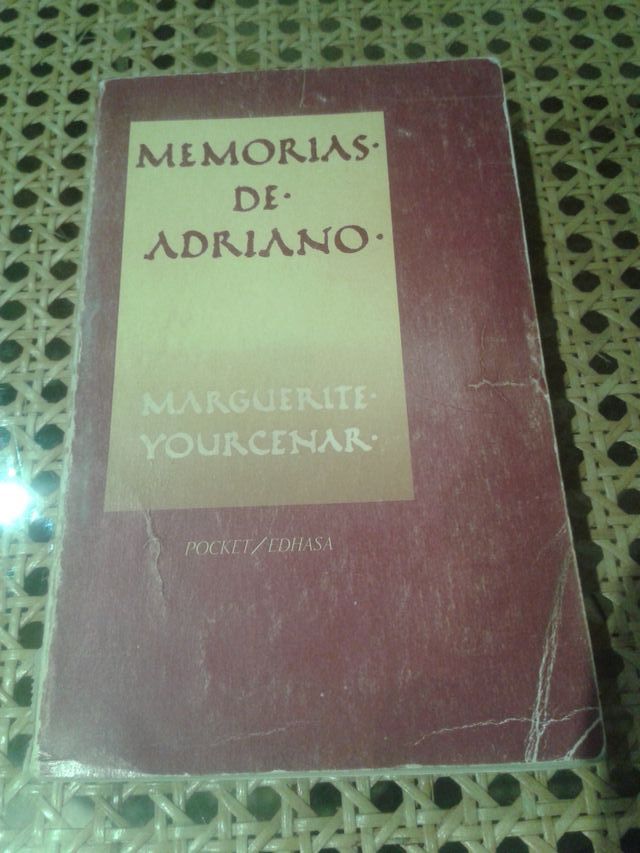 MEMORIAS·
DE·
ADRIANO·
MARGUERITE·
YOURCENAR·
POCKET/EDHASA